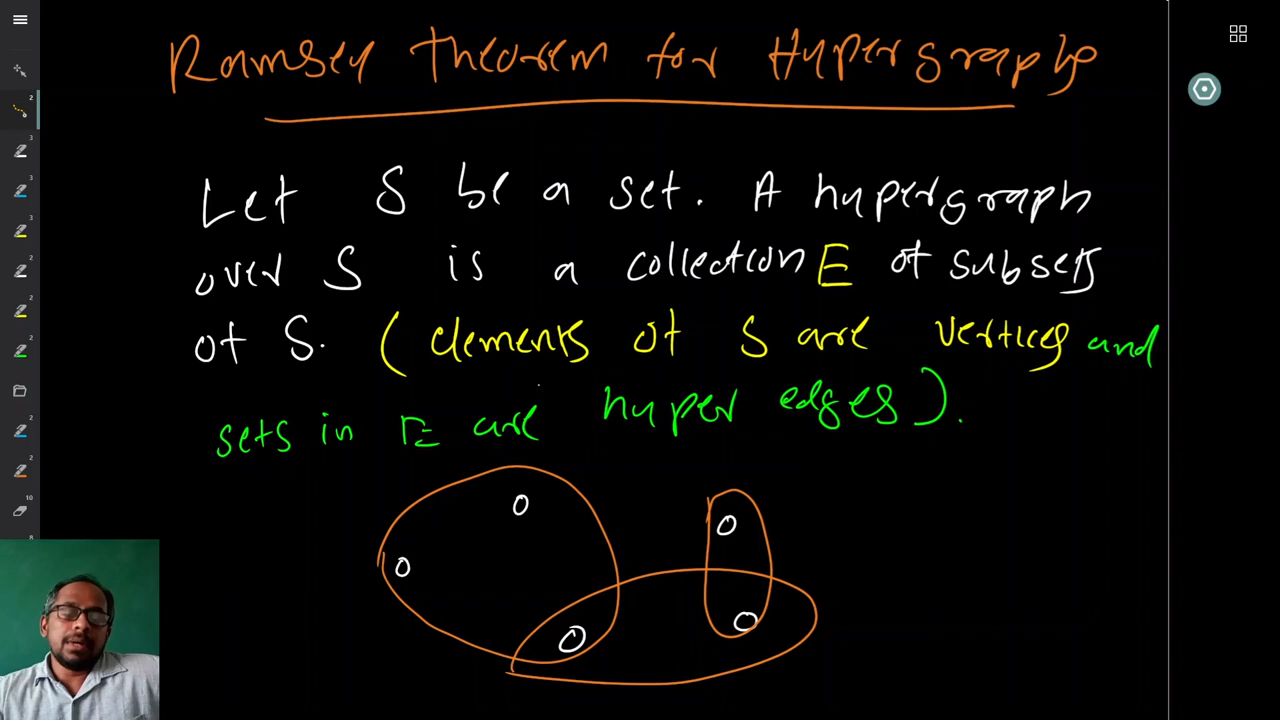 Ramsey theorem for Hypergraphs
Let S be a set. A hypergraph
over S is a collection E of subsets
of S. (elements of S are vertices and
sets in E are hyper edges).